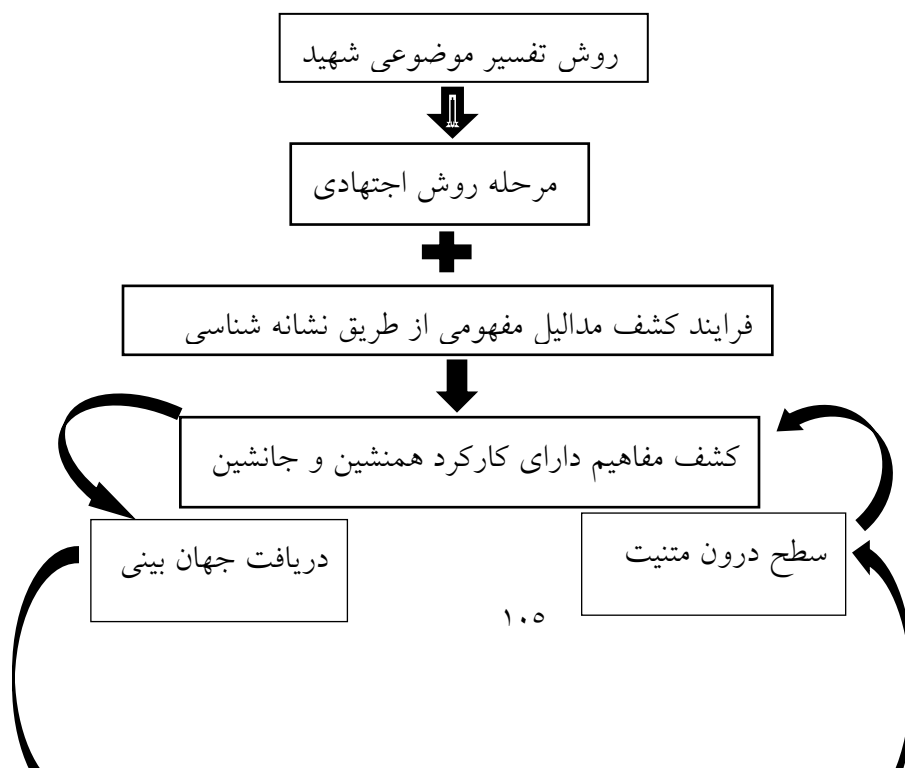 روش تفسیر موضوعی شهید
مرحله روش اجتهادی
فرایند کشف مدالیل مفهومی از طریق نشانه شناسی
کشف مفاهیم دارای کارکرد همنشین و جانشین
سطح درون متنیت
دریافت جهان بینی
۱۰۵